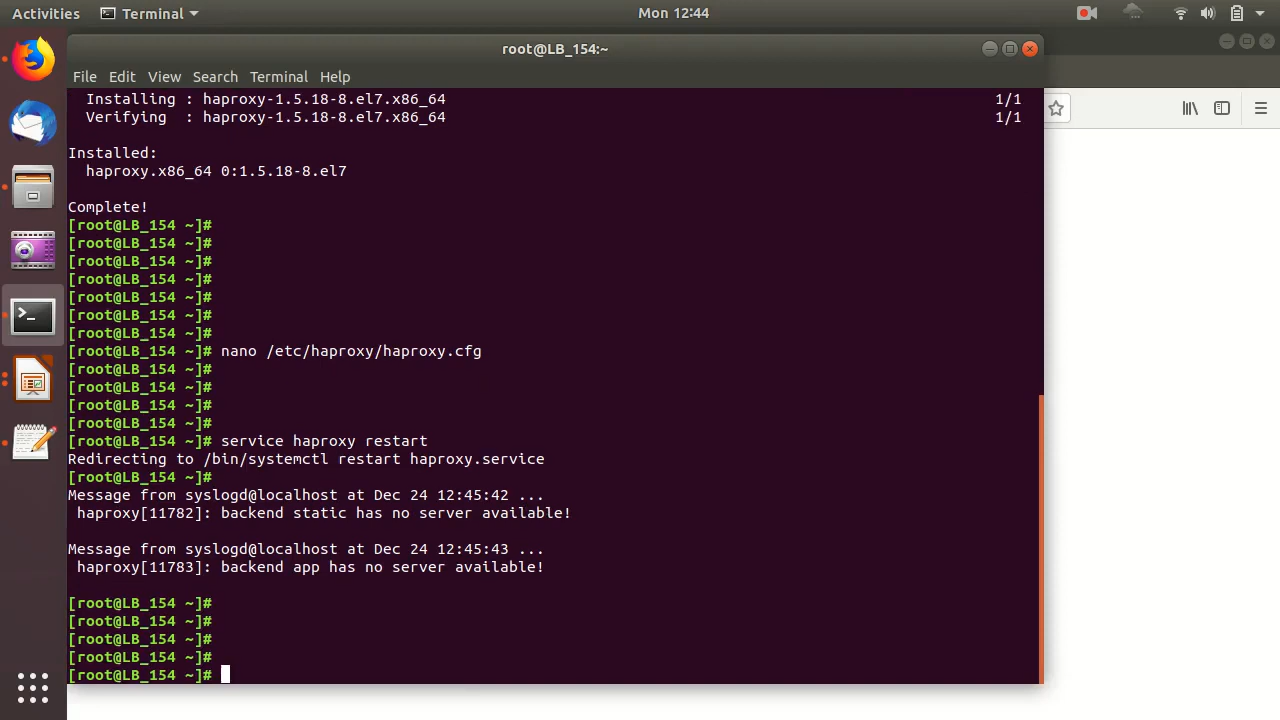 Activities Terminal Mon 12:44
root@LB_154:~
File Edit View Search Terminal Help
Installing : haproxy-1.5.18-8.el7.x86_64 1/1
Verifying : haproxy-1.5.18-8.el7.x86_64 1/1
Installed:
haproxy.x86_64 0:1.5.18-8.el7
Complete!
[root@LB_154 ~]#
[root@LB_154 ~]#
[root@LB_154 ~]#
[root@LB_154 ~]#
[root@LB_154 ~]#
[root@LB_154 ~]#
[root@LB_154 ~]#
[root@LB_154 ~]# nano /etc/haproxy/haproxy.cfg
[root@LB_154 ~]#
[root@LB_154 ~]#
[root@LB_154 ~]#
[root@LB_154 ~]#
[root@LB_154 ~]# service haproxy restart
Redirecting to /bin/systemctl restart haproxy.service
[root@LB_154 ~]#
Message from syslogd@localhost at Dec 24 12:45:42 ...
haproxy[11782]: backend static has no server available!
Message from syslogd@localhost at Dec 24 12:45:43 ...
haproxy[11783]: backend app has no server available!
[root@LB_154 ~]#
[root@LB_154 ~]#
[root@LB_154 ~]#
[root@LB_154 ~]#
[root@LB_154 ~]#